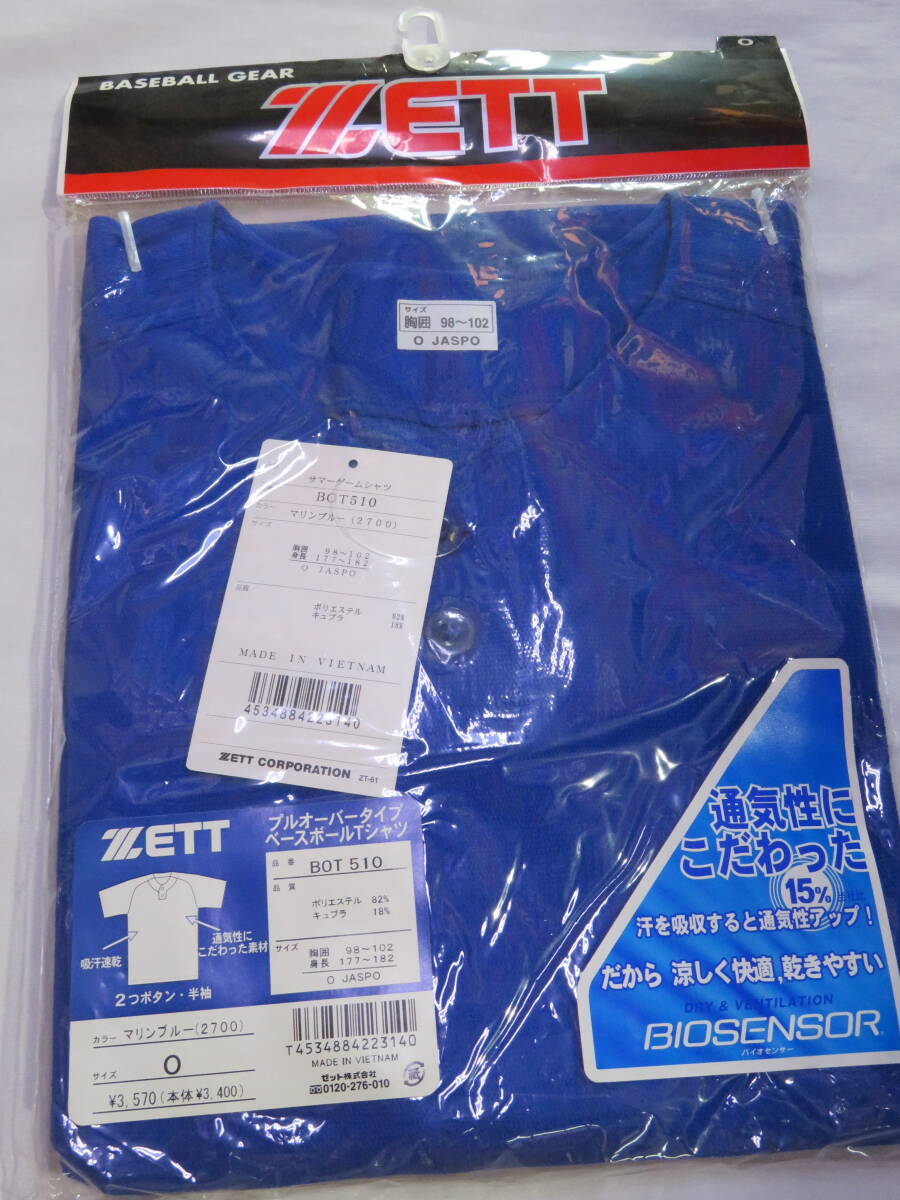 O
BASEBALL GEAR
ZETT
サイズ
胸囲 98〜102
O JASPO
サマーゲームシャツ
BOT510
カラー マリンブルー(2700)
サイズ
胸囲 98〜102
身長 177〜182
O JASPO
品質
ポリエステル 82%
キュプラ 18%
MADE IN VIETNAM
4534884223140
ZETT CORPORATION ZT-61
ZETT
プルオーバータイプ
ベースボールTシャツ
品番 BOT510
品質
ポリエステル 82%
キュプラ 18%
サイズ 胸囲 98〜102
身長 177〜182
O JASPO
吸汗速乾
通気性に
こだわった素材
2つボタン・半袖
カラー マリンブルー(2700)
サイズ O
¥3,570(本体¥3,400)
T4534884223140
MADE IN VIETNAM
ゼット株式会社
0120-276-010
通気性に
こだわった
15% 当社比
汗を吸収すると通気性アップ!
だから 涼しく快適,乾きやすい
DRY & VENTILATION
BIOSENSOR
バイオセンサー